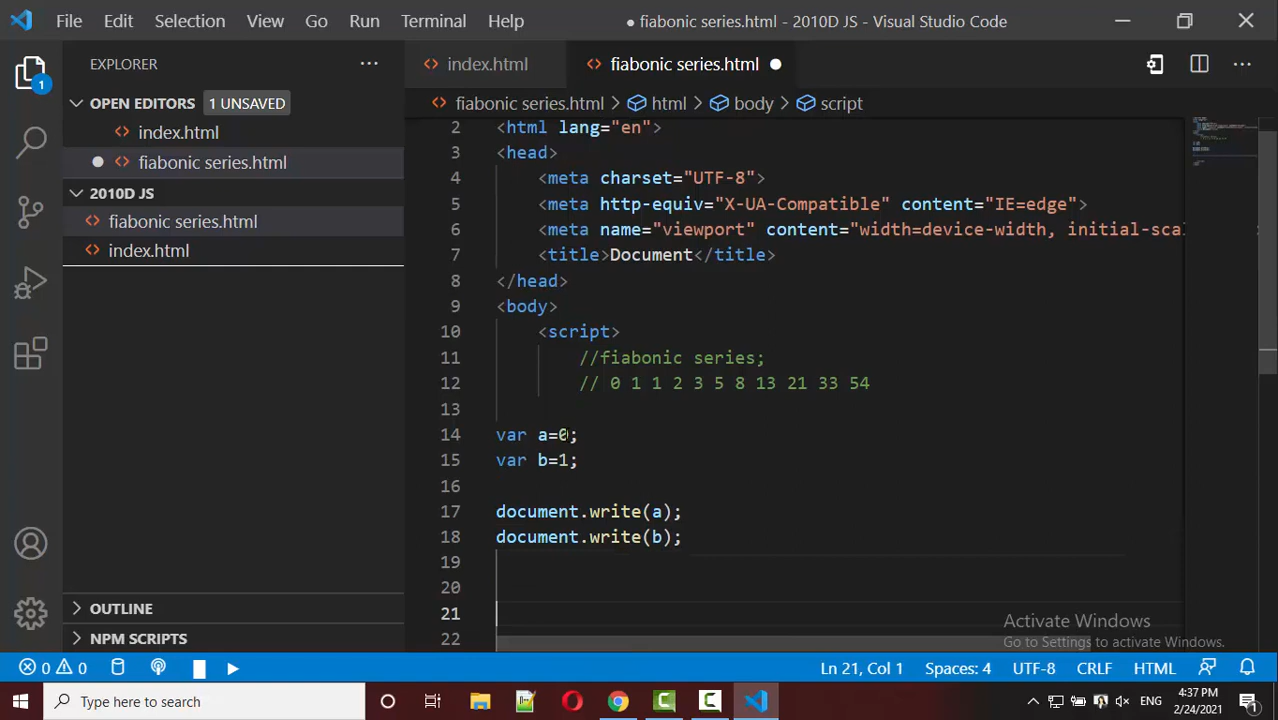 File Edit Selection View Go Run Terminal Help ● fiabonic series.html - 2010D JS - Visual Studio Code
EXPLORER
index.html
fiabonic series.html
OPEN EDITORS 1 UNSAVED
fiabonic series.html > html > body > script
index.html
fiabonic series.html
2010D JS
fiabonic series.html
index.html
2 <html lang="en">
3 <head>
4 <meta charset="UTF-8">
5 <meta http-equiv="X-UA-Compatible" content="IE=edge">
6 <meta name="viewport" content="width=device-width, initial-scal
7 <title>Document</title>
8 </head>
9 <body>
10 <script>
11 //fiabonic series;
12 // 0 1 1 2 3 5 8 13 21 33 54
13
14 var a=0;
15 var b=1;
16
17 document.write(a);
18 document.write(b);
19
20
21
22
OUTLINE
NPM SCRIPTS
Activate Windows
Go to Settings to activate Windows.
1
0 0 Ln 21, Col 1 Spaces: 4 UTF-8 CRLF HTML
Type here to search
ENG
4:37 PM
2/24/2021
1